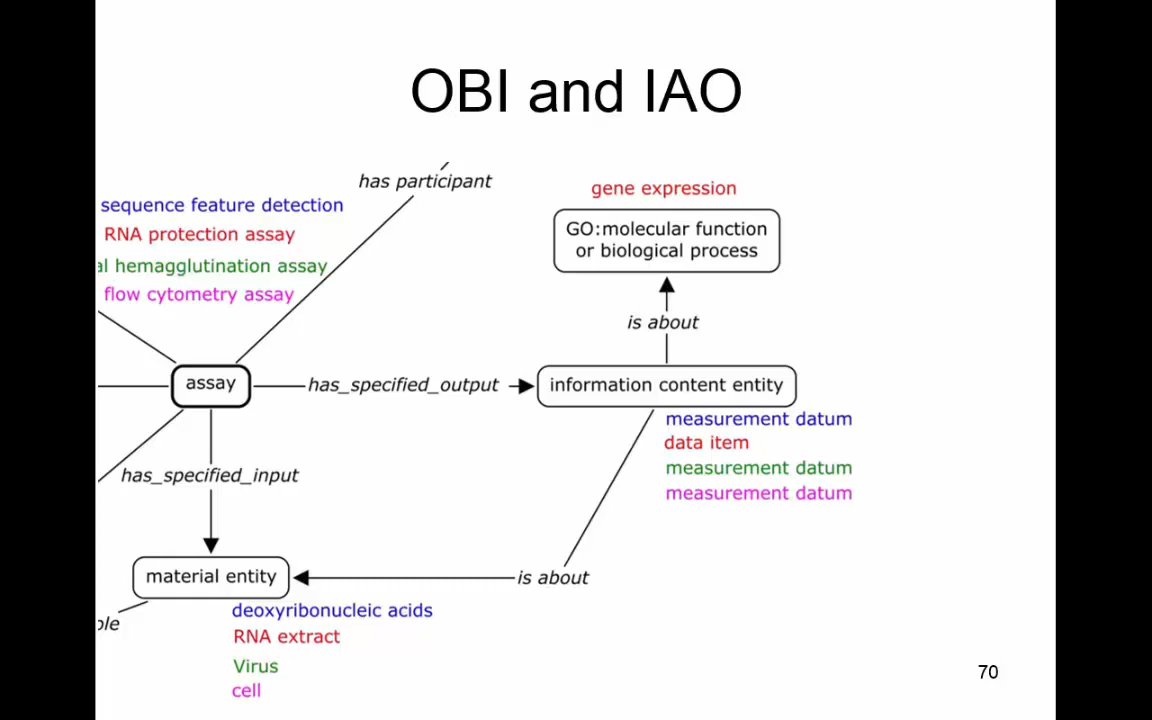 OBI and IAO
has participant
gene expression
sequence feature detection
GO:molecular function
or biological process
RNA protection assay
al hemagglutination assay
flow cytometry assay
is about
assay
has_specified_output
information content entity
measurement datum
data item
measurement datum
measurement datum
has_specified_input
material entity
is about
deoxyribonucleic acids
ole
RNA extract
Virus
cell
70